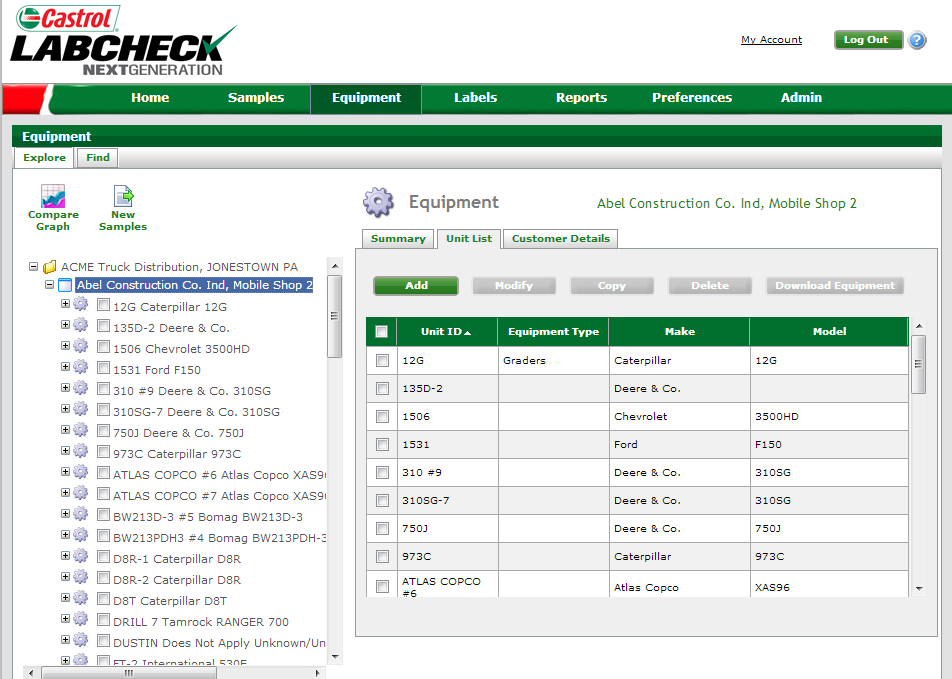 Castrol
LABCHECK
NEXTGENERATION
My Account
Log Out
?
Home Samples Equipment Labels Reports Preferences Admin
Equipment
Explore Find
Compare Graph
New Samples
ACME Truck Distribution, JONESTOWN PA
Abel Construction Co. Ind, Mobile Shop 2
12G Caterpillar 12G
135D-2 Deere & Co.
1506 Chevrolet 3500HD
1531 Ford F150
310 #9 Deere & Co. 310SG
310SG-7 Deere & Co. 310SG
750J Deere & Co. 750J
973C Caterpillar 973C
ATLAS COPCO #6 Atlas Copco XAS96
ATLAS COPCO #7 Atlas Copco XAS96
BW213D-3 #5 Bomag BW213D-3
BW213PDH3 #4 Bomag BW213PDH-3
D8R-1 Caterpillar D8R
D8R-2 Caterpillar D8R
D8T Caterpillar D8T
DRILL 7 Tamrock RANGER 700
DUSTIN Does Not Apply Unknown/Un
FT-2 International 530E
Equipment
Abel Construction Co. Ind, Mobile Shop 2
Summary Unit List Customer Details
Add Modify Copy Delete Download Equipment
Unit ID Equipment Type Make Model
12G Graders Caterpillar 12G
135D-2 Deere & Co.
1506 Chevrolet 3500HD
1531 Ford F150
310 #9 Deere & Co. 310SG
310SG-7 Deere & Co. 310SG
750J Deere & Co. 750J
973C Caterpillar 973C
ATLAS COPCO #6 Atlas Copco XAS96